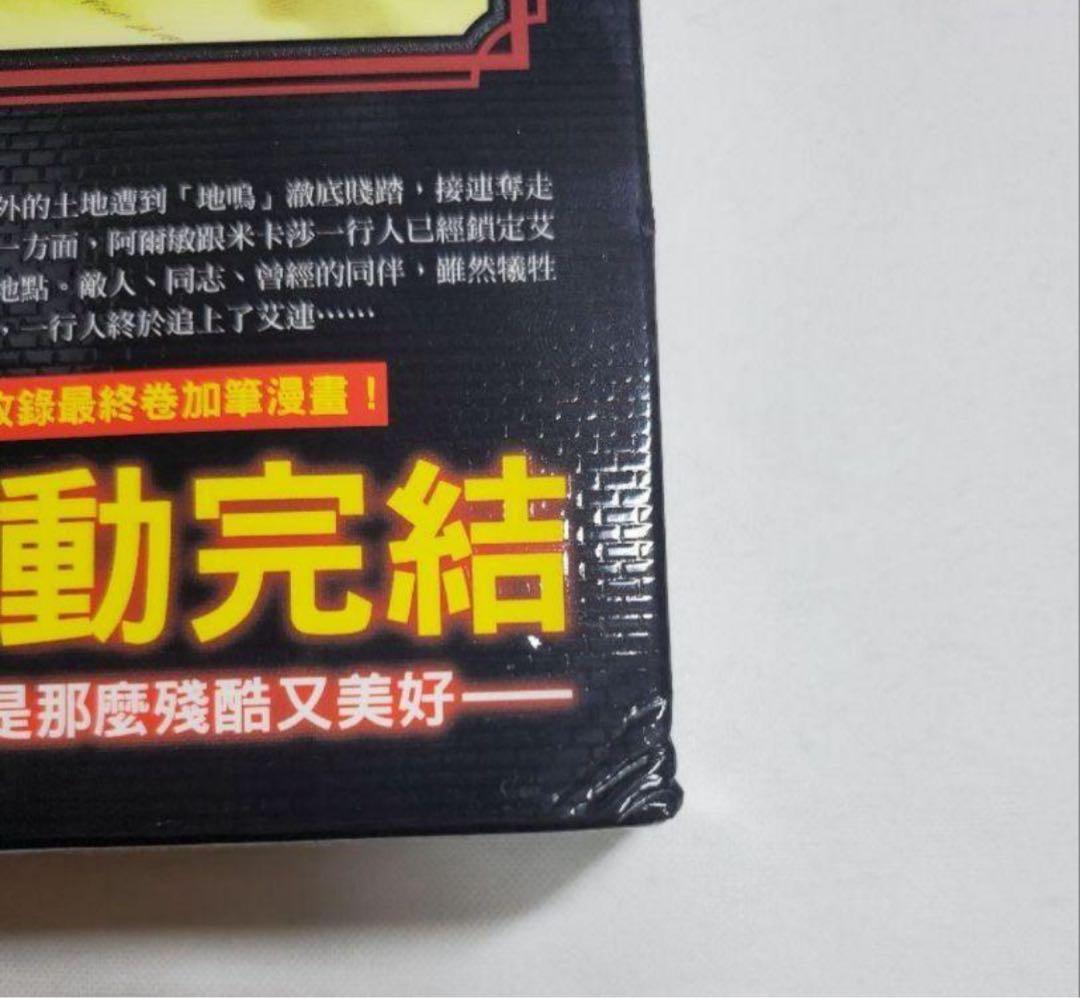 外的土地遭到「地鳴」澈底賤踏，接連奪走
一方面，阿爾敏跟米卡莎一行人已經鎖定艾
地點。敵人、同志、曾經的同伴，雖然犧牲
，一行人終於追上了艾連……
收錄最終卷加筆漫畫！
動完結
是那麼殘酷又美好——